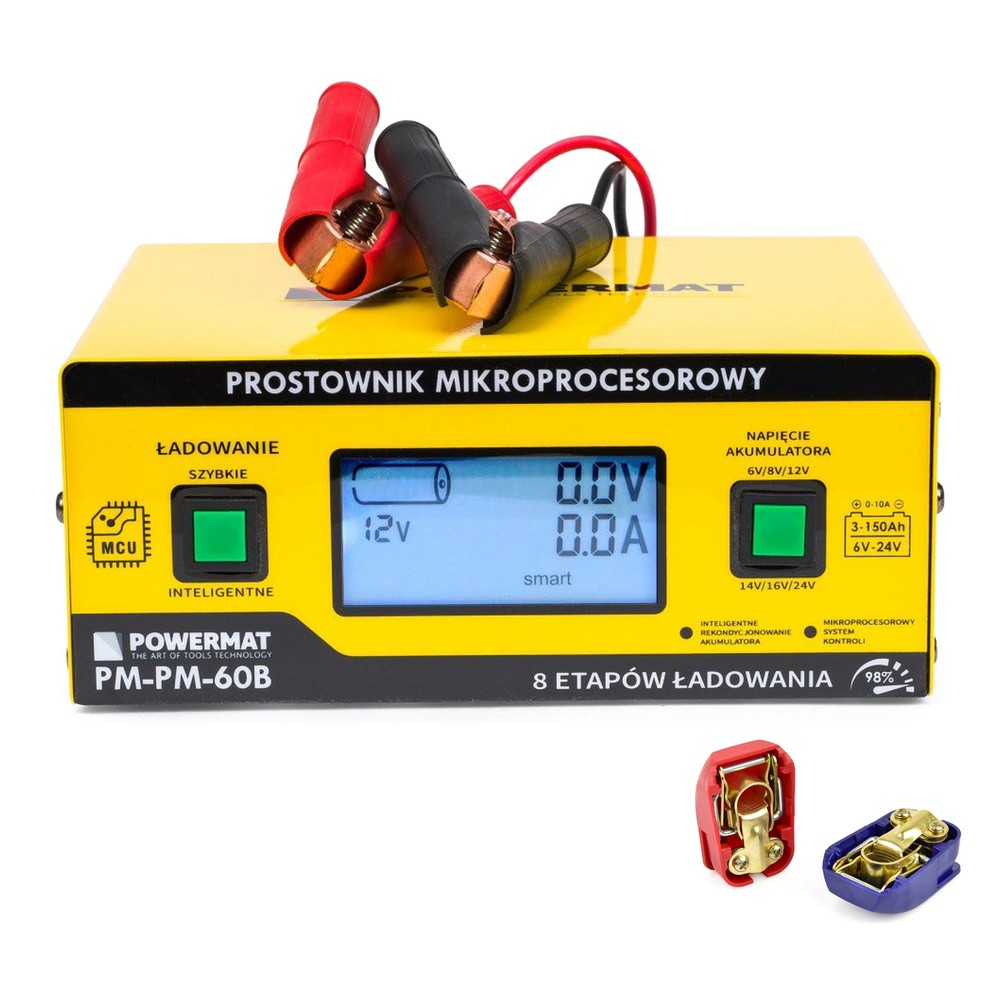 POWERMAT
PROSTOWNIK MIKROPROCESOROWY
ŁADOWANIE
SZYBKIE
INTELIGENTNE
MCU
12V
0.0V
0.0A
smart
NAPIĘCIE
AKUMULATORA
6V/8V/12V
14V/16V/24V
0-10A
3-150Ah
6V-24V
INTELIGENTNE
REKONDYCJONOWANIE
AKUMULATORA
MIKROPROCESOROWY
SYSTEM
KONTROLI
POWERMAT
THE ART OF TOOLS TECHNOLOGY
PM-PM-60B
8 ETAPÓW ŁADOWANIA
98%